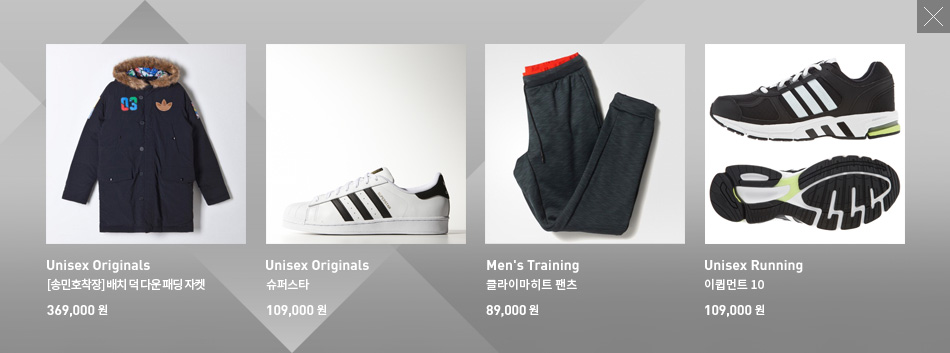 03
Unisex Originals
[송민호착장]배치 덕 다운 패딩 자켓
369,000 원
Unisex Originals
슈퍼스타
109,000 원
Men's Training
클라이마히트 팬츠
89,000 원
Unisex Running
이큅먼트 10
109,000 원